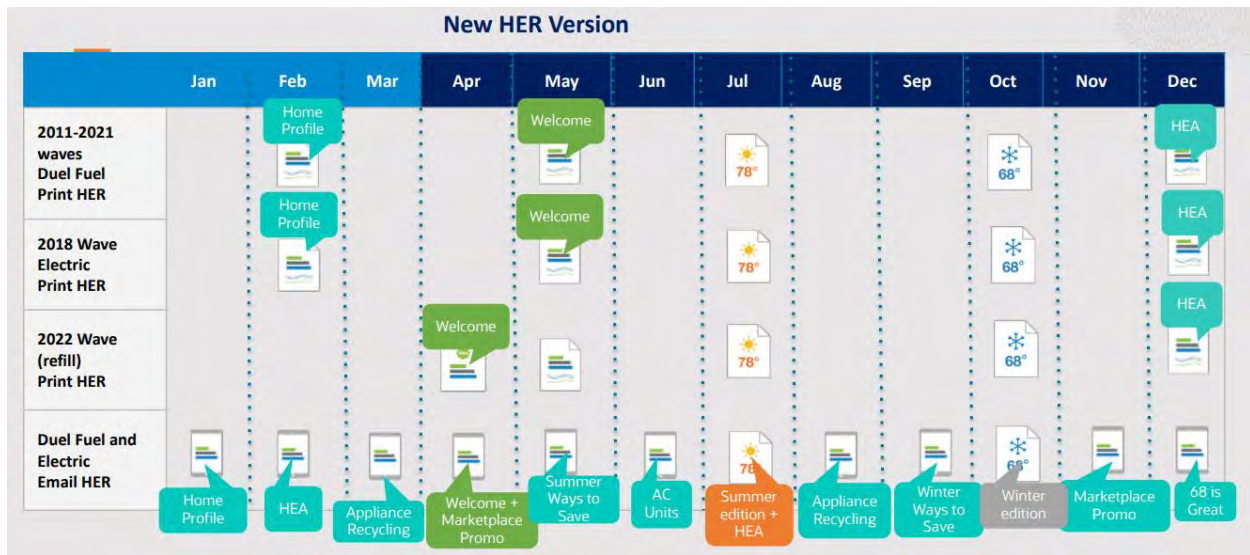 New HER Version
Jan Feb Mar Apr May Jun Jul Aug Sep Oct Nov Dec
2011-2021
waves
Duel Fuel
Print HER
Home
Profile
Welcome
78°
68°
HEA
2018 Wave
Electric
Print HER
Home
Profile
Welcome
78°
68°
HEA
2022 Wave
(refill)
Print HER
Welcome
78°
68°
HEA
Duel Fuel and
Electric
Email HER
Home
Profile
HEA
Appliance
Recycling
Welcome +
Marketplace
Promo
Summer
Ways to
Save
AC
Units
78°
Summer
edition +
HEA
Appliance
Recycling
Winter
Ways to
Save
68°
Winter
edition
Marketplace
Promo
68 is
Great